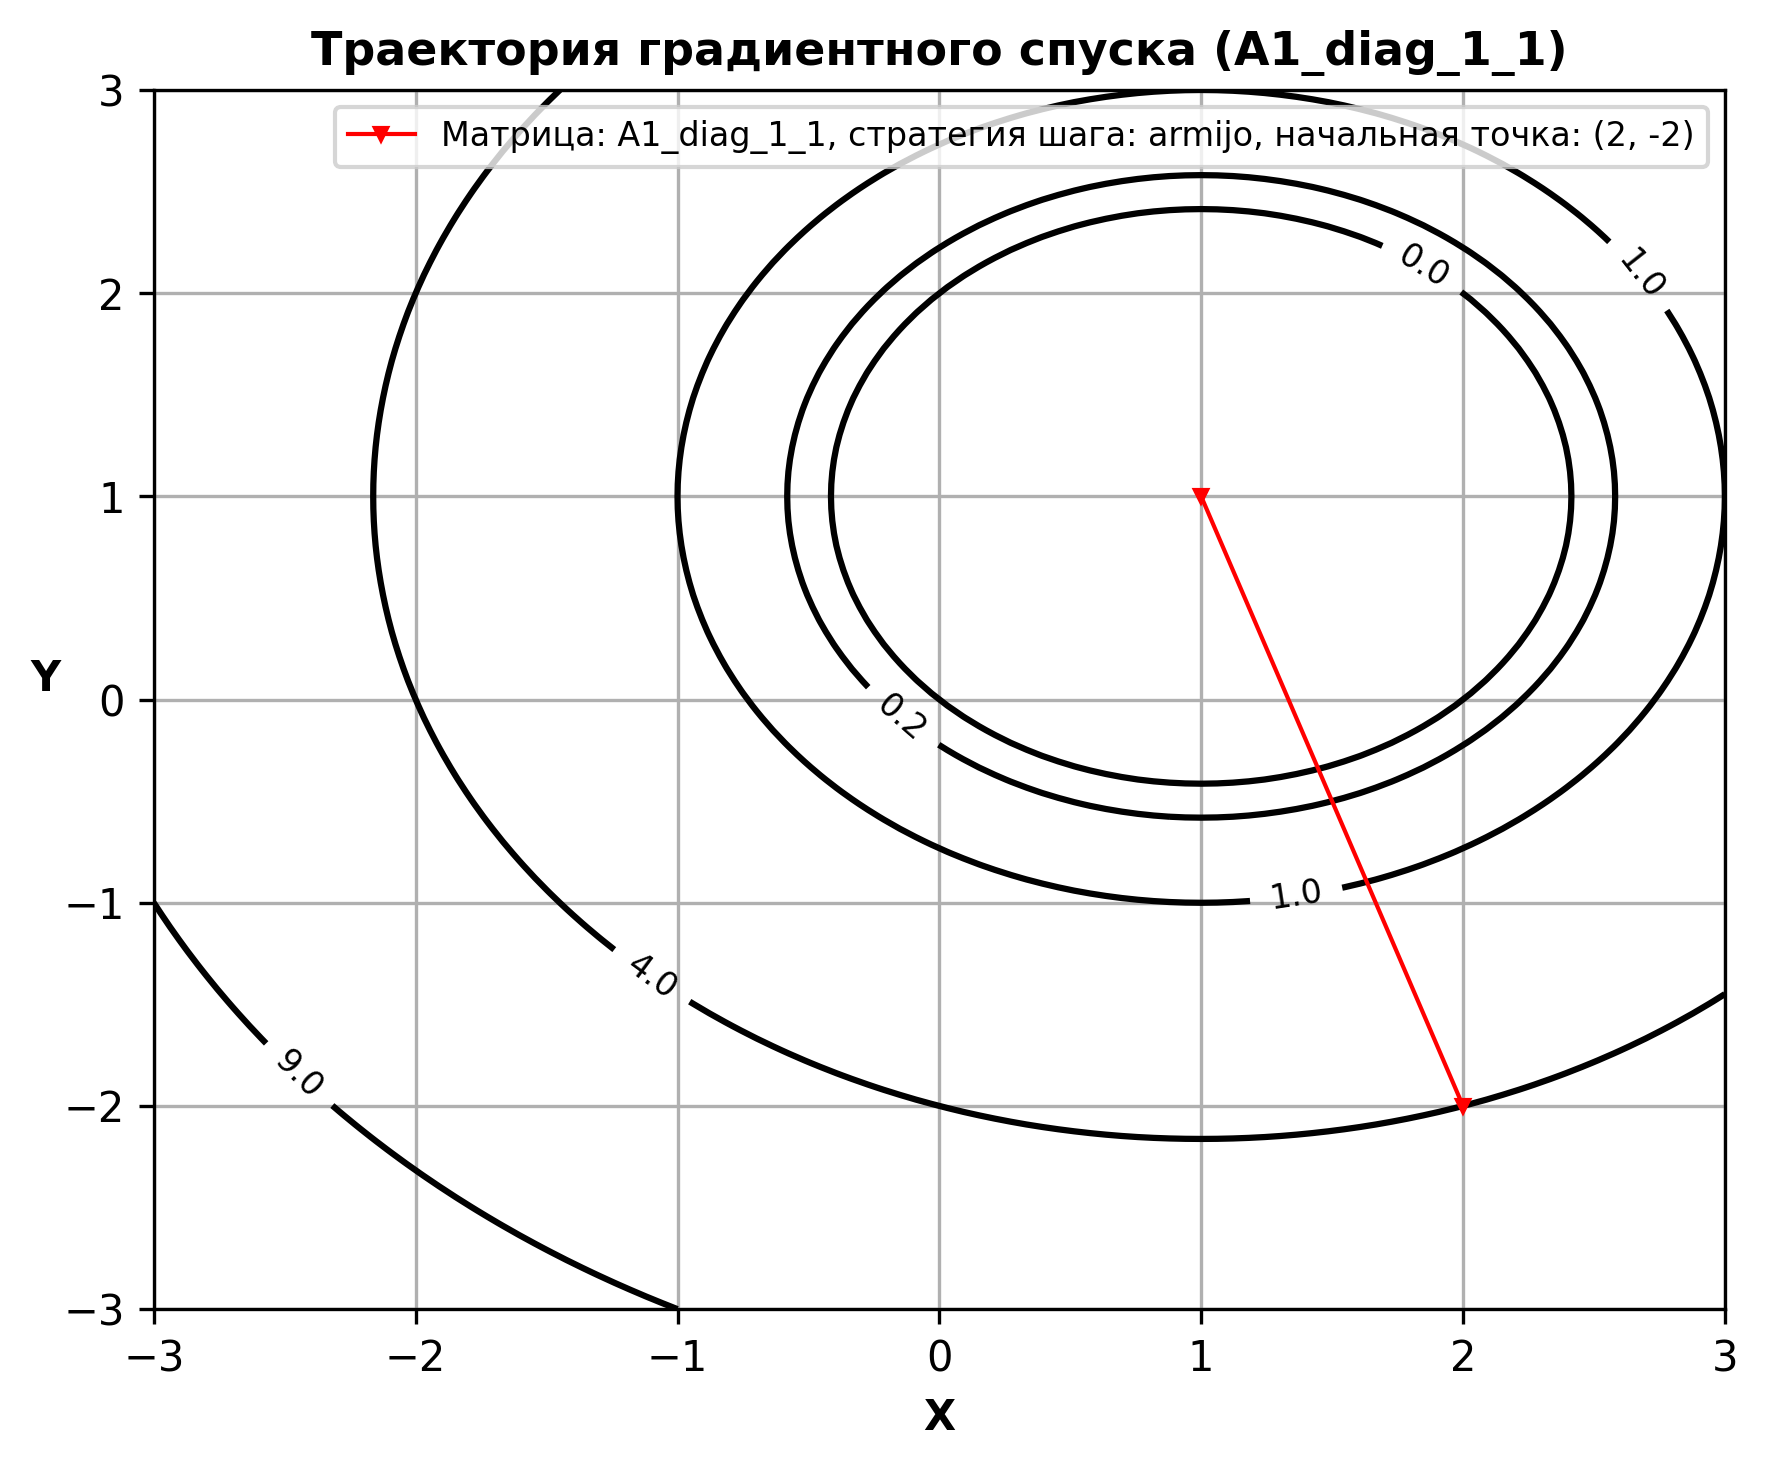 Траектория градиентного спуска (A1_diag_1_1)
Матрица: A1_diag_1_1, стратегия шага: armijo, начальная точка: (2, -2)
3
2
1
0
−1
−2
−3
Y
0.0
1.0
0.2
1.0
4.0
9.0
−3 −2 −1 0 1 2 3
X